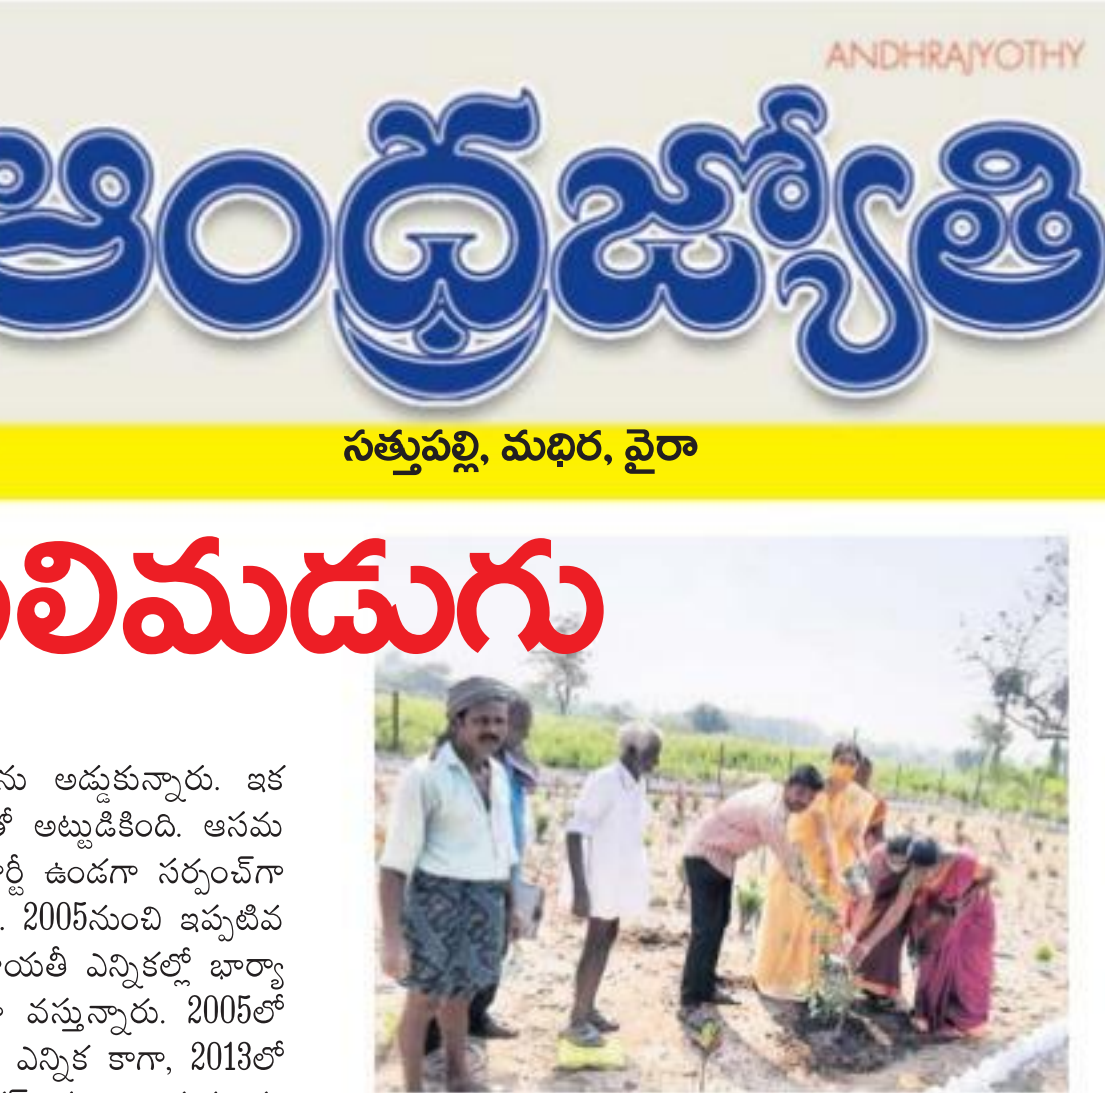 ANDHRAJYOTHY
ఆంధ్రజ్యోతి
సత్తుపల్లి, మధిర, వైరా
లిమడుగు
ను అడ్డుకున్నారు. ఇక
తో అట్టుడికింది. ఆసమ
ర్టీ ఉండగా సర్పంచ్‌గా
. 2005నుంచి ఇప్పటివ
ాయతీ ఎన్నికల్లో భార్యా
వస్తున్నారు. 2005లో
ఎన్నిక కాగా, 2013లో